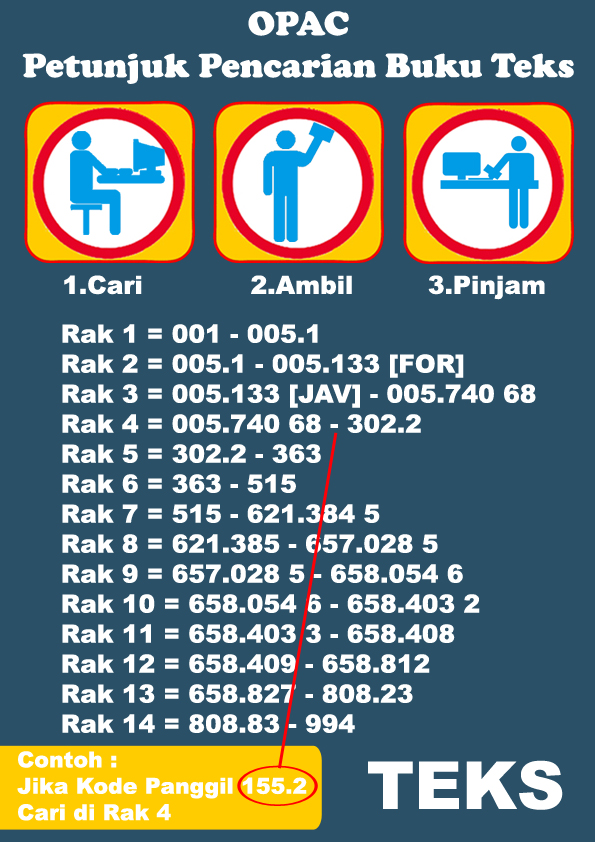 OPAC
Petunjuk Pencarian Buku Teks
1.Cari 2.Ambil 3.Pinjam
Rak 1 = 001 - 005.1
Rak 2 = 005.1 - 005.133 [FOR]
Rak 3 = 005.133 [JAV] - 005.740 68
Rak 4 = 005.740 68 - 302.2
Rak 5 = 302.2 - 363
Rak 6 = 363 - 515
Rak 7 = 515 - 621.384 5
Rak 8 = 621.385 - 657.028 5
Rak 9 = 657.028 5 - 658.054 6
Rak 10 = 658.054 6 - 658.403 2
Rak 11 = 658.403 3 - 658.408
Rak 12 = 658.409 - 658.812
Rak 13 = 658.827 - 808.23
Rak 14 = 808.83 - 994
Contoh :
Jika Kode Panggil 155.2
Cari di Rak 4
TEKS